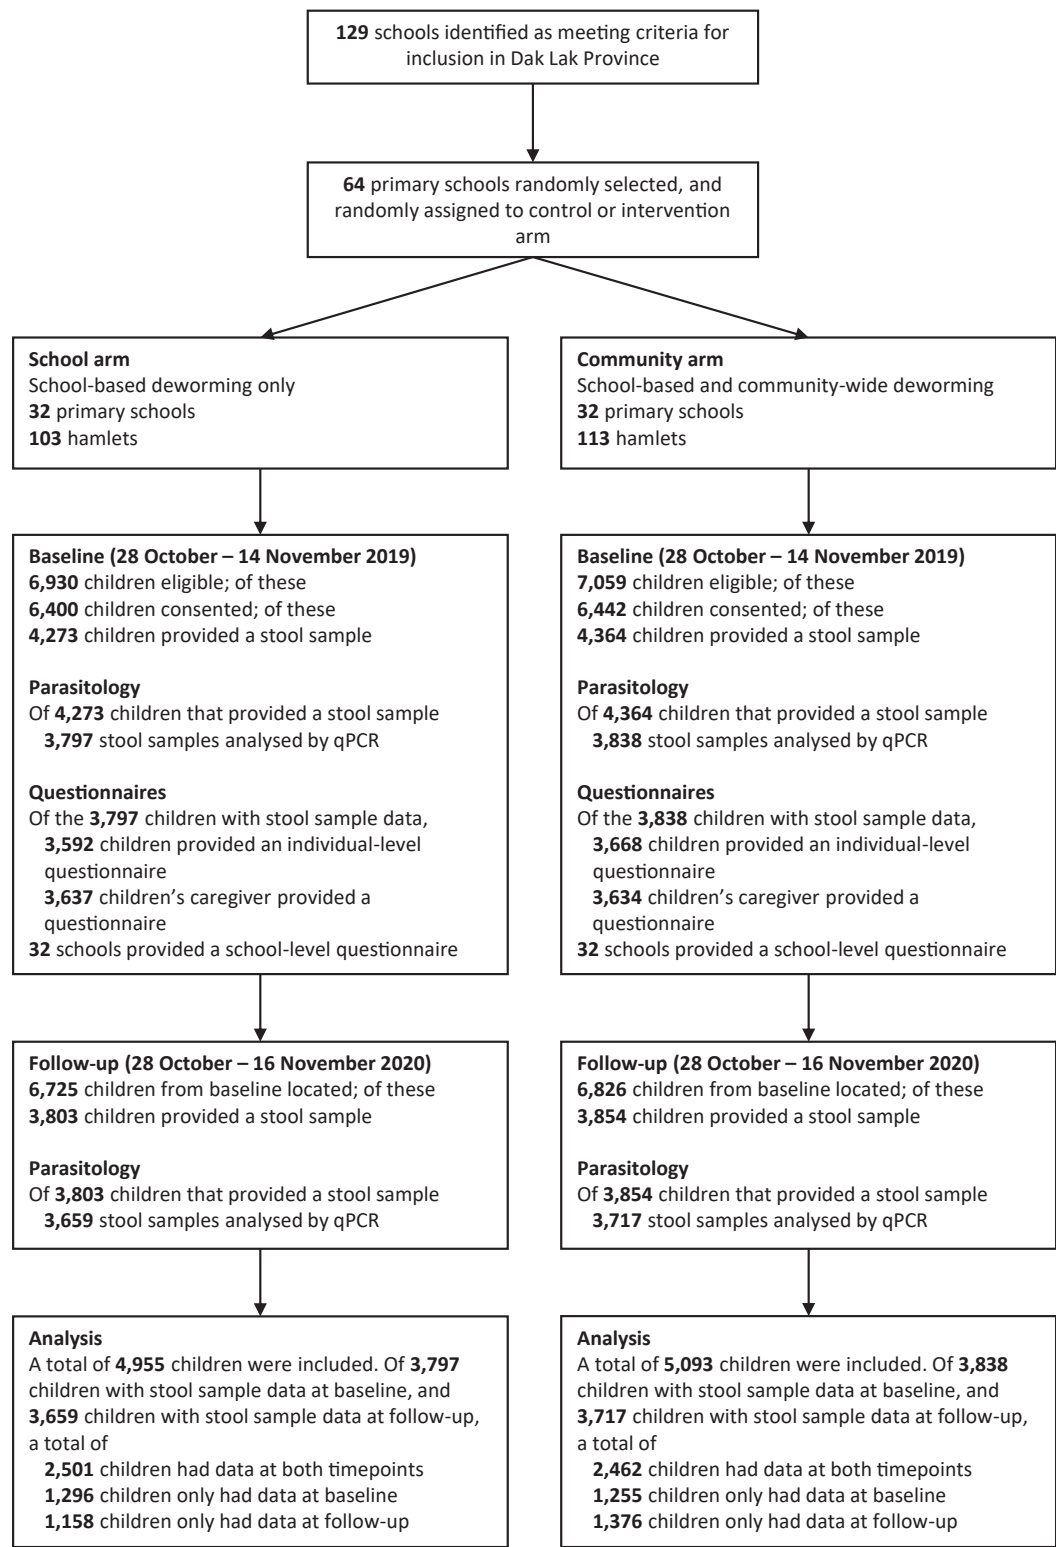 129 schools identified as meeting criteria for
inclusion in Dak Lak Province
64 primary schools randomly selected, and
randomly assigned to control or intervention
arm
School arm
School-based deworming only
32 primary schools
103 hamlets
Community arm
School-based and community-wide deworming
32 primary schools
113 hamlets
Baseline (28 October – 14 November 2019)
6,930 children eligible; of these
6,400 children consented; of these
4,273 children provided a stool sample
Parasitology
Of 4,273 children that provided a stool sample
3,797 stool samples analysed by qPCR
Questionnaires
Of the 3,797 children with stool sample data,
3,592 children provided an individual-level
questionnaire
3,637 children’s caregiver provided a
questionnaire
32 schools provided a school-level questionnaire
Baseline (28 October – 14 November 2019)
7,059 children eligible; of these
6,442 children consented; of these
4,364 children provided a stool sample
Parasitology
Of 4,364 children that provided a stool sample
3,838 stool samples analysed by qPCR
Questionnaires
Of the 3,838 children with stool sample data,
3,668 children provided an individual-level
questionnaire
3,634 children’s caregiver provided a
questionnaire
32 schools provided a school-level questionnaire
Follow-up (28 October – 16 November 2020)
6,725 children from baseline located; of these
3,803 children provided a stool sample
Parasitology
Of 3,803 children that provided a stool sample
3,659 stool samples analysed by qPCR
Follow-up (28 October – 16 November 2020)
6,826 children from baseline located; of these
3,854 children provided a stool sample
Parasitology
Of 3,854 children that provided a stool sample
3,717 stool samples analysed by qPCR
Analysis
A total of 4,955 children were included. Of 3,797
children with stool sample data at baseline, and
3,659 children with stool sample data at follow-up,
a total of
2,501 children had data at both timepoints
1,296 children only had data at baseline
1,158 children only had data at follow-up
Analysis
A total of 5,093 children were included. Of 3,838
children with stool sample data at baseline, and
3,717 children with stool sample data at follow-up,
a total of
2,462 children had data at both timepoints
1,255 children only had data at baseline
1,376 children only had data at follow-up